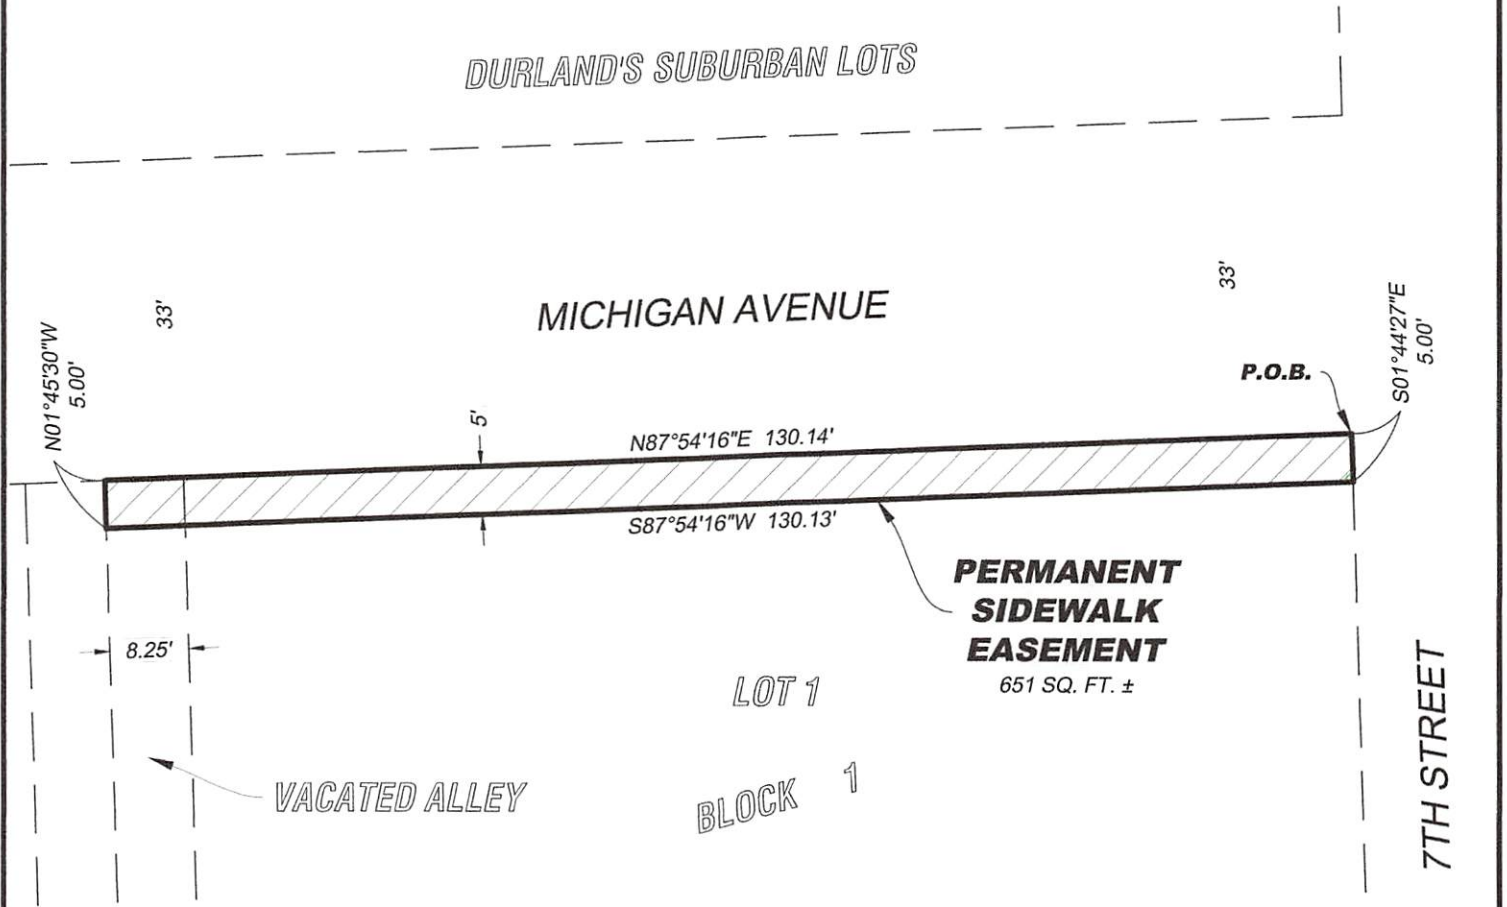 DURLAND'S SUBURBAN LOTS
33'
33'
MICHIGAN AVENUE
N01°45'30"W
5.00'
S01°44'27"E
5.00'
P.O.B.
5'
N87°54'16"E 130.14'
S87°54'16"W 130.13'
PERMANENT
SIDEWALK
EASEMENT
651 SQ. FT. ±
8.25'
LOT 1
VACATED ALLEY
BLOCK 1
7TH STREET